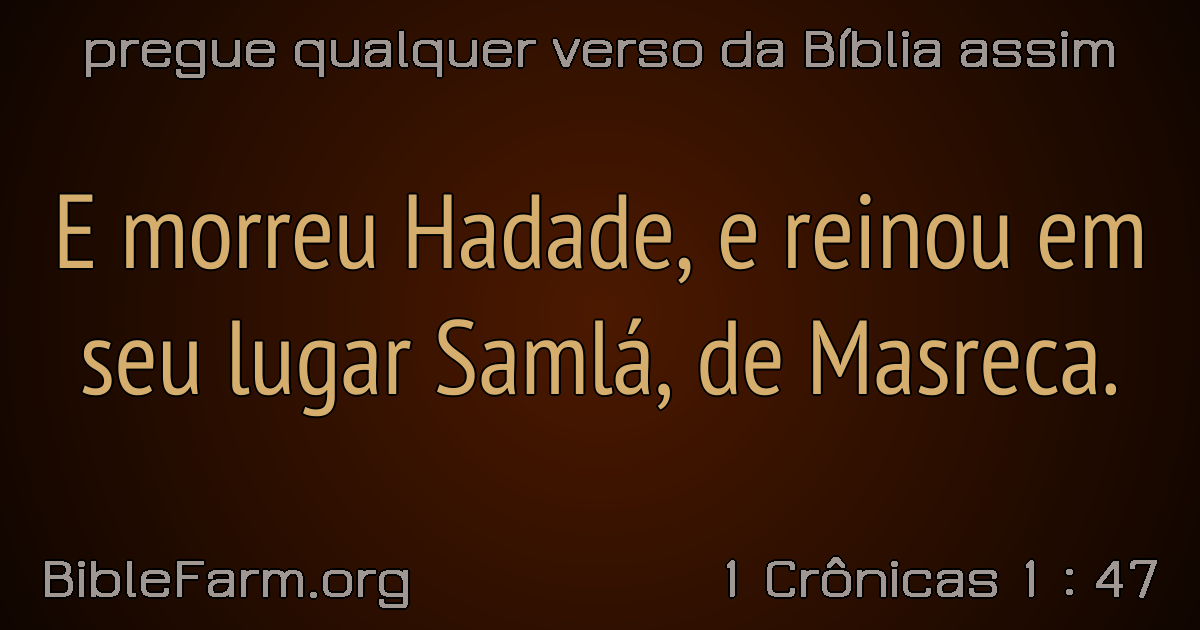 pregue qualquer verso da Bíblia assim
E morreu Hadade, e reinou em
seu lugar Samlá, de Masreca.
BibleFarm.org
1 Crônicas 1 : 47